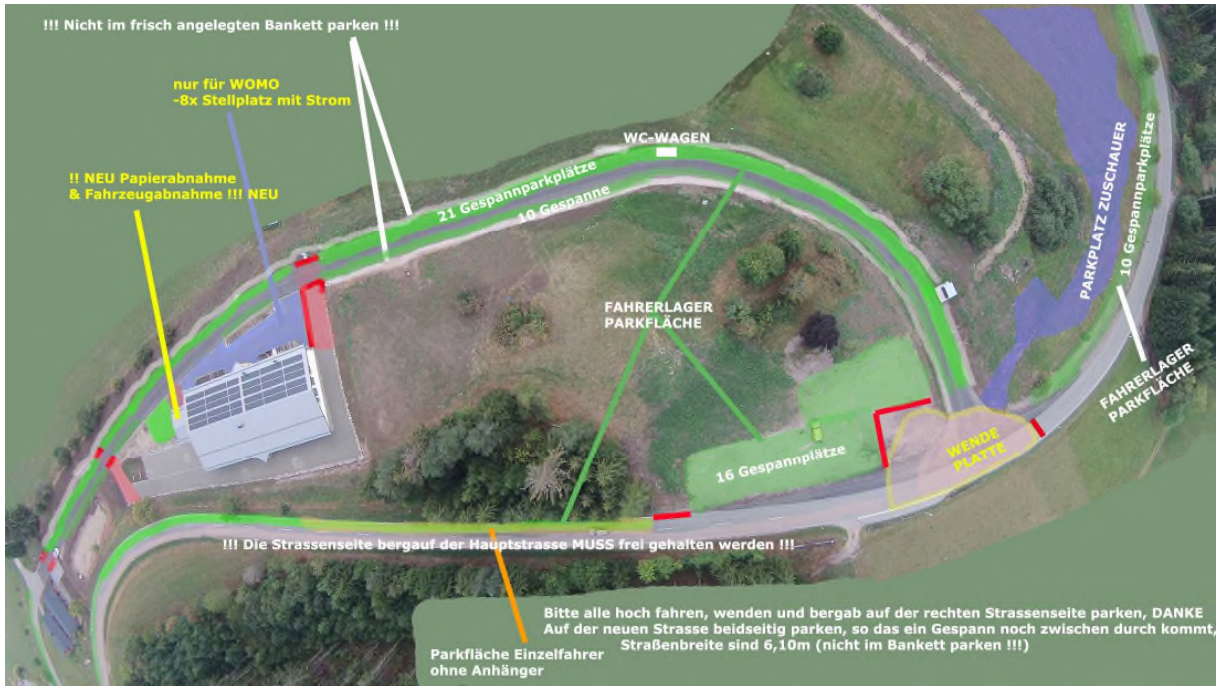 !!! Nicht im frisch angelegten Bankett parken !!!
nur für WOMO
-8x Stellplatz mit Strom
WC-WAGEN
!! NEU Papierabnahme
& Fahrzeugabnahme !!! NEU
21 Gespannparkplätze
10 Gespanne
PARKPLATZ ZUSCHAUER
10 Gespannparkplätze
FAHRERLAGER
PARKFLÄCHE
FAHRERLAGER
PARKFLÄCHE
WENDE
PLATTE
16 Gespannplätze
!!! Die Strassenseite bergauf der Hauptstrasse MUSS frei gehalten werden !!!
Bitte alle hoch fahren, wenden und bergab auf der rechten Strassenseite parken, DANKE
Auf der neuen Strasse beidseitig parken, so das ein Gespann noch zwischen durch kommt,
Straßenbreite sind 6,10m (nicht im Bankett parken !!!)
Parkfläche Einzelfahrer
ohne Anhänger